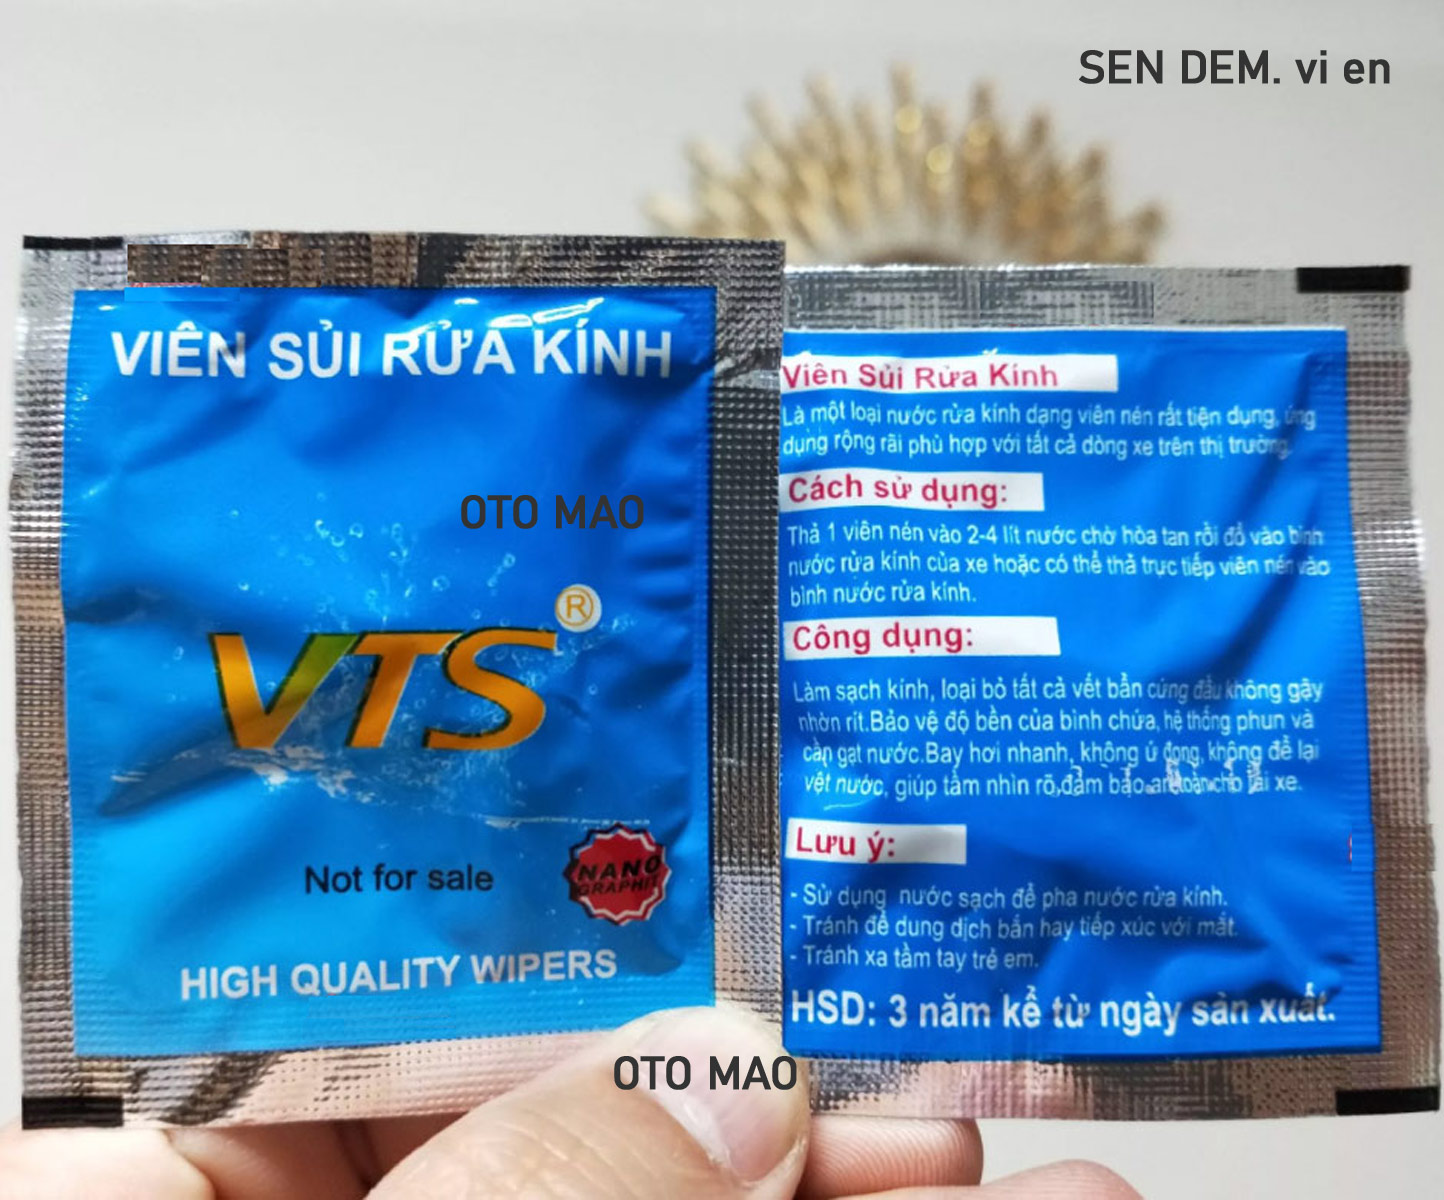 SEN DEM. vi en
VIÊN SỦI RỬA KÍNH
OTO MAO
VTS
®
Not for sale
NANO
GRAPHIT
HIGH QUALITY WIPERS
OTO MAO
Viên Sủi Rửa Kính
Là một loại nước rửa kính dạng viên nén rất tiện dụng, ứng
dụng rộng rãi phù hợp với tất cả dòng xe trên thị trường.
Cách sử dụng:
Thả 1 viên nén vào 2-4 lít nước chờ hòa tan rồi đổ vào bình
nước rửa kính của xe hoặc có thể thả trực tiếp viên nén vào
bình nước rửa kính.
Công dụng:
Làm sạch kính, loại bỏ tất cả vết bẩn cứng đầu không gây
nhờn rít.Bảo vệ độ bền của bình chứa, hệ thống phun và
cần gạt nước.Bay hơi nhanh, không ứ đọng, không để lại
vệt nước, giúp tầm nhìn rõ,đảm bảo an toàn cho lái xe.
Lưu ý:
- Sử dụng nước sạch để pha nước rửa kính.
- Tránh để dung dịch bắn hay tiếp xúc với mắt.
- Tránh xa tầm tay trẻ em.
HSD: 3 năm kể từ ngày sản xuất.